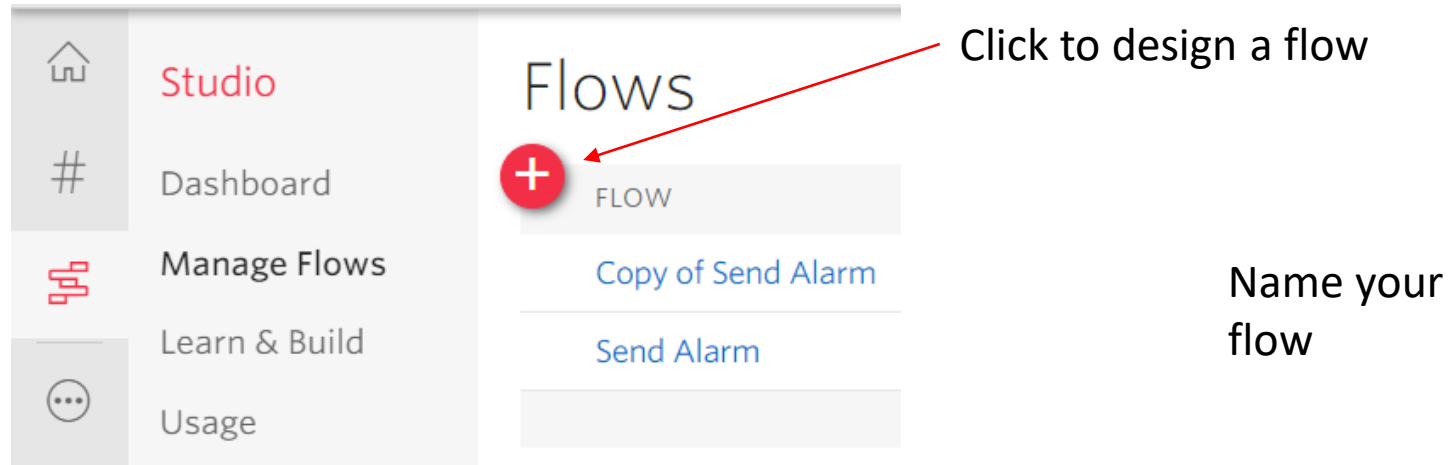 Click to design a flow
Studio
Flows
#
Dashboard
+
FLOW
Manage Flows
Copy of Send Alarm
Name your
flow
Learn & Build
Send Alarm
Usage